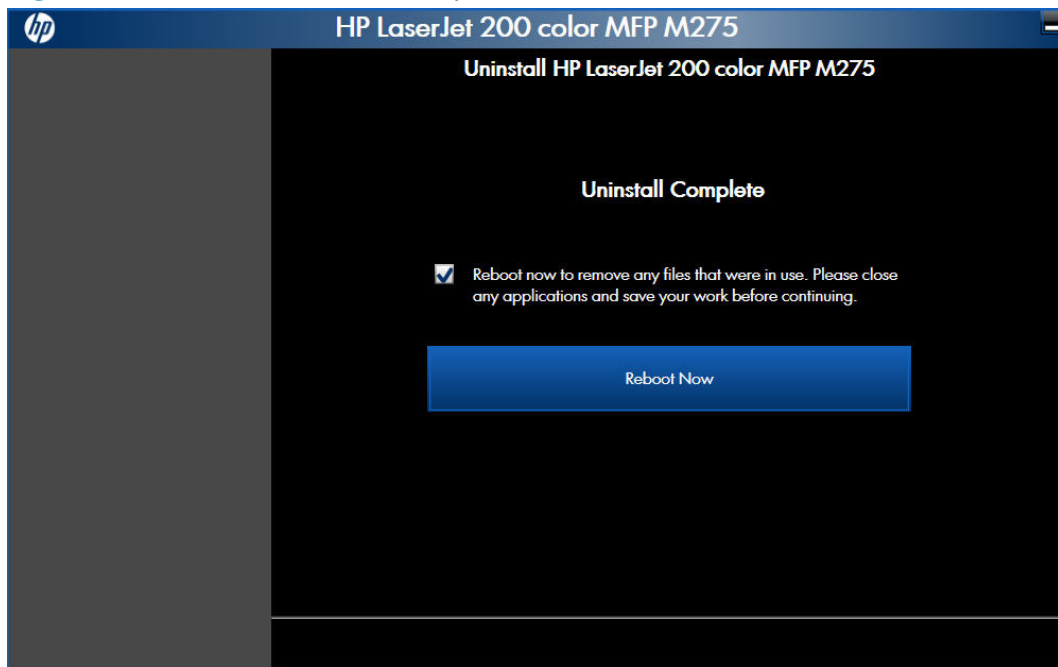 hp
HP LaserJet 200 color MFP M275
Uninstall HP LaserJet 200 color MFP M275
Uninstall Complete
Reboot now to remove any files that were in use. Please close
any applications and save your work before continuing.
Reboot Now